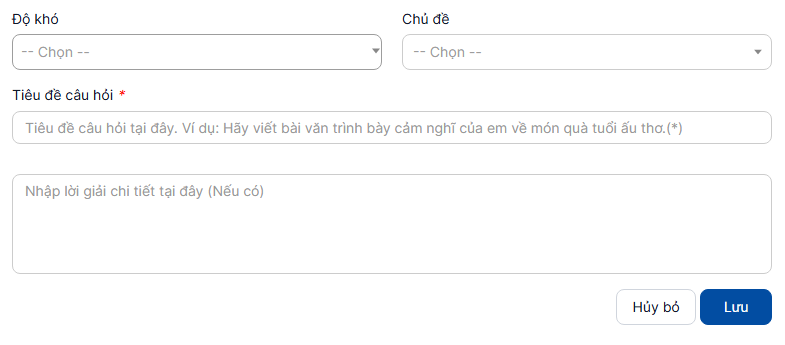 Độ khó Chủ đề
-- Chọn -- -- Chọn --
Tiêu đề câu hỏi *
Tiêu đề câu hỏi tại đây. Ví dụ: Hãy viết bài văn trình bày cảm nghĩ của em về món quà tuổi ấu thơ.(*)
Nhập lời giải chi tiết tại đây (Nếu có)
Hủy bỏ Lưu